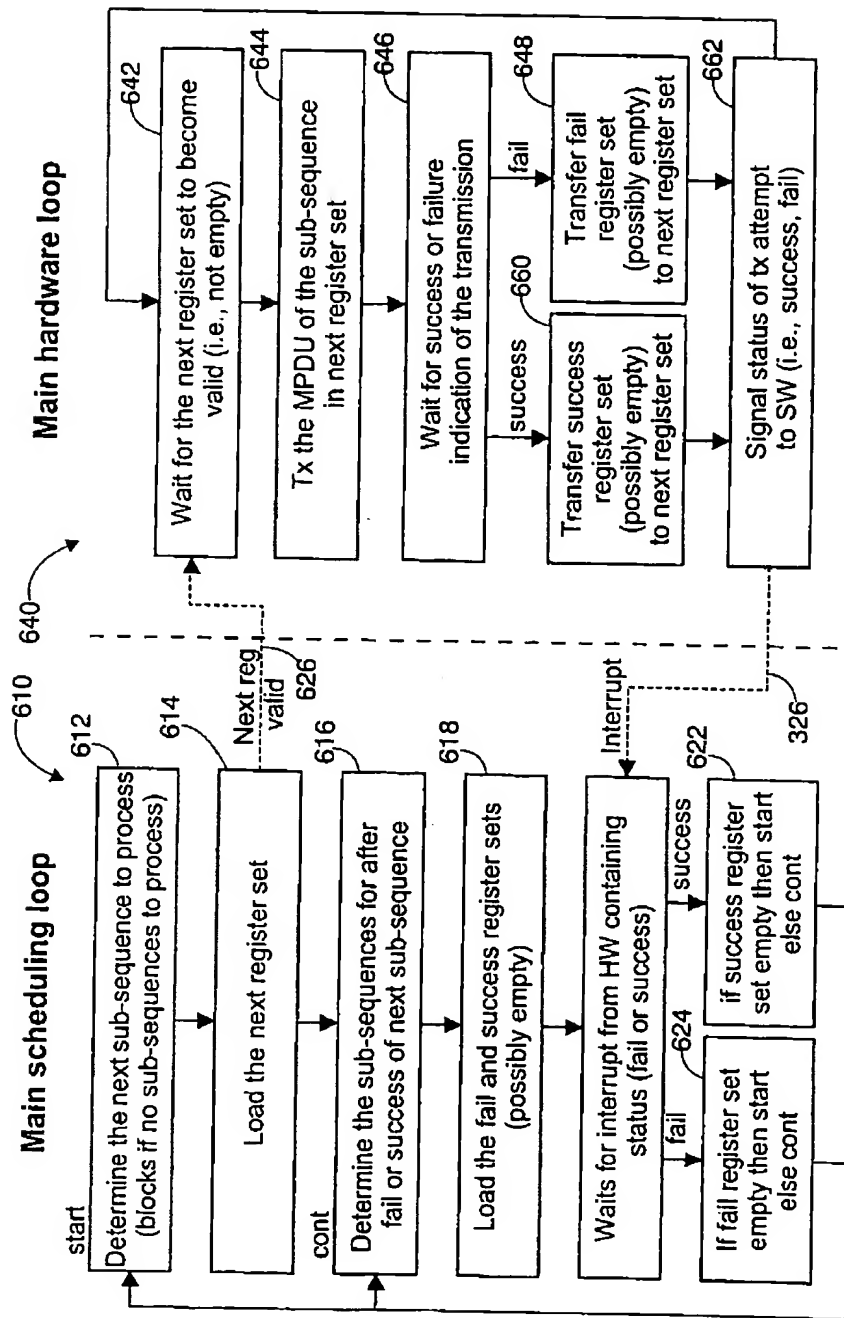 Main scheduling loop
610
612
start
Determine the next sub-sequence to process
(blocks if no sub-sequences to process)
614
Load the next register set
Next reg
valid
626
616
cont
Determine the sub-sequences for after
fail or success of next sub-sequence
618
Load the fail and success register sets
(possibly empty)
Interrupt
326
Waits for interrupt from HW containing
status (fail or success)
fail
success
624
622
If fail register set
empty then start
else cont
if success register
set empty then start
else cont
Main hardware loop
640
642
Wait for the next register set to become
valid (i.e., not empty)
644
Tx the MPDU of the sub-sequence
in next register set
646
Wait for success or failure
indication of the transmission
success
fail
660
648
Transfer success
register set
(possibly empty)
to next register set
Transfer fail
register set
(possibly empty)
to next register set
662
Signal status of tx attempt
to SW (i.e., success, fail)